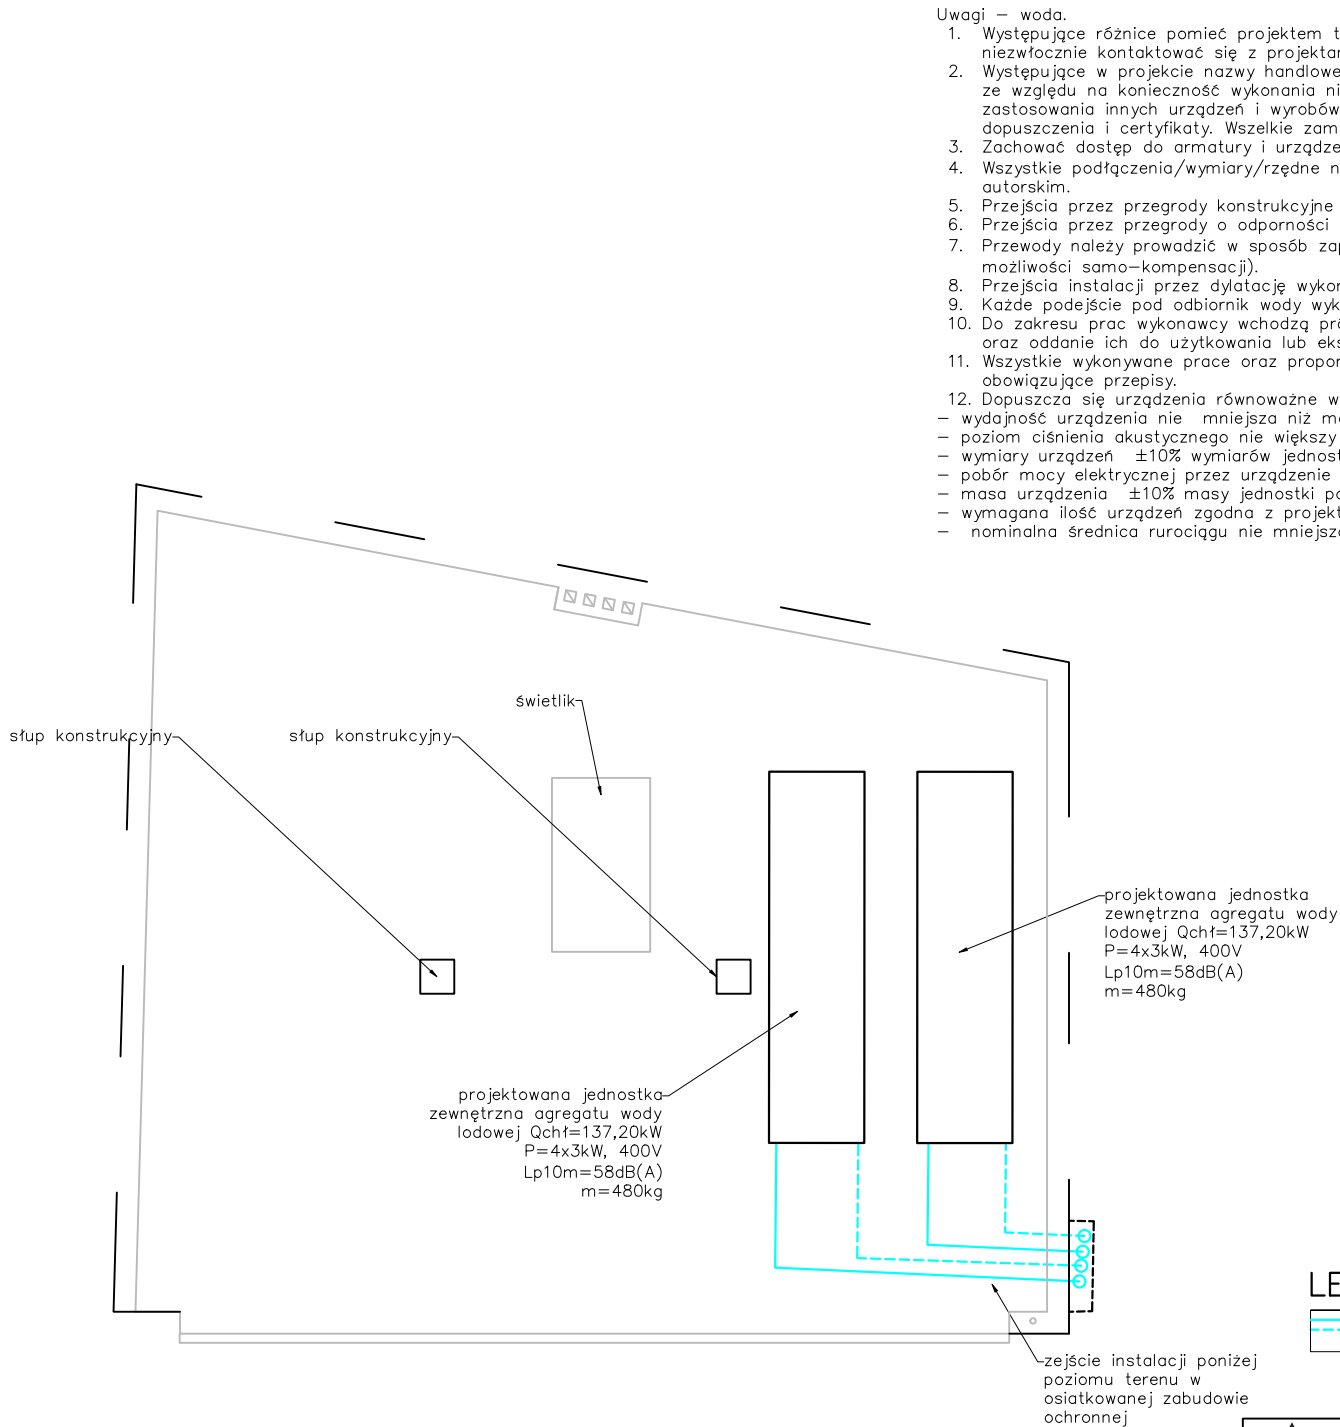 Uwagi – woda.
1. Występujące różnice pomieć projektem t
niezwłocznie kontaktować się z projektan
2. Występujące w projekcie nazwy handlowe
ze względu na konieczność wykonania ni
zastosowania innych urządzeń i wyrobów
dopuszczenia i certyfikaty. Wszelkie zam
3. Zachować dostęp do armatury i urządze
4. Wszystkie podłączenia/wymiary/rzędne n
autorskim.
5. Przejścia przez przegrody konstrukcyjne
6. Przejścia przez przegrody o odporności
7. Przewody należy prowadzić w sposób zap
możliwości samo–kompensacji).
8. Przejścia instalacji przez dylatację wykon
9. Każde podejście pod odbiornik wody wyk
10. Do zakresu prac wykonawcy wchodzą pró
oraz oddanie ich do użytkowania lub eks
11. Wszystkie wykonywane prace oraz propon
obowiązujące przepisy.
12. Dopuszcza się urządzenia równoważne w
– wydajność urządzenia nie mniejsza niż mo
– poziom ciśnienia akustycznego nie większy
– wymiary urządzeń ±10% wymiarów jednost
– pobór mocy elektrycznej przez urządzenie
– masa urządzenia ±10% masy jednostki po
– wymagana ilość urządzeń zgodna z projekt
– nominalna średnica rurociągu nie mniejsza
świetlik
słup konstrukcyjny
słup konstrukcyjny
projektowana jednostka
zewnętrzna agregatu wody
lodowej Qchł=137,20kW
P=4x3kW, 400V
Lp10m=58dB(A)
m=480kg
projektowana jednostka
zewnętrzna agregatu wody
lodowej Qchł=137,20kW
P=4x3kW, 400V
Lp10m=58dB(A)
m=480kg
LE
zejście instalacji poniżej
poziomu terenu w
osiatkowanej zabudowie
ochronnej